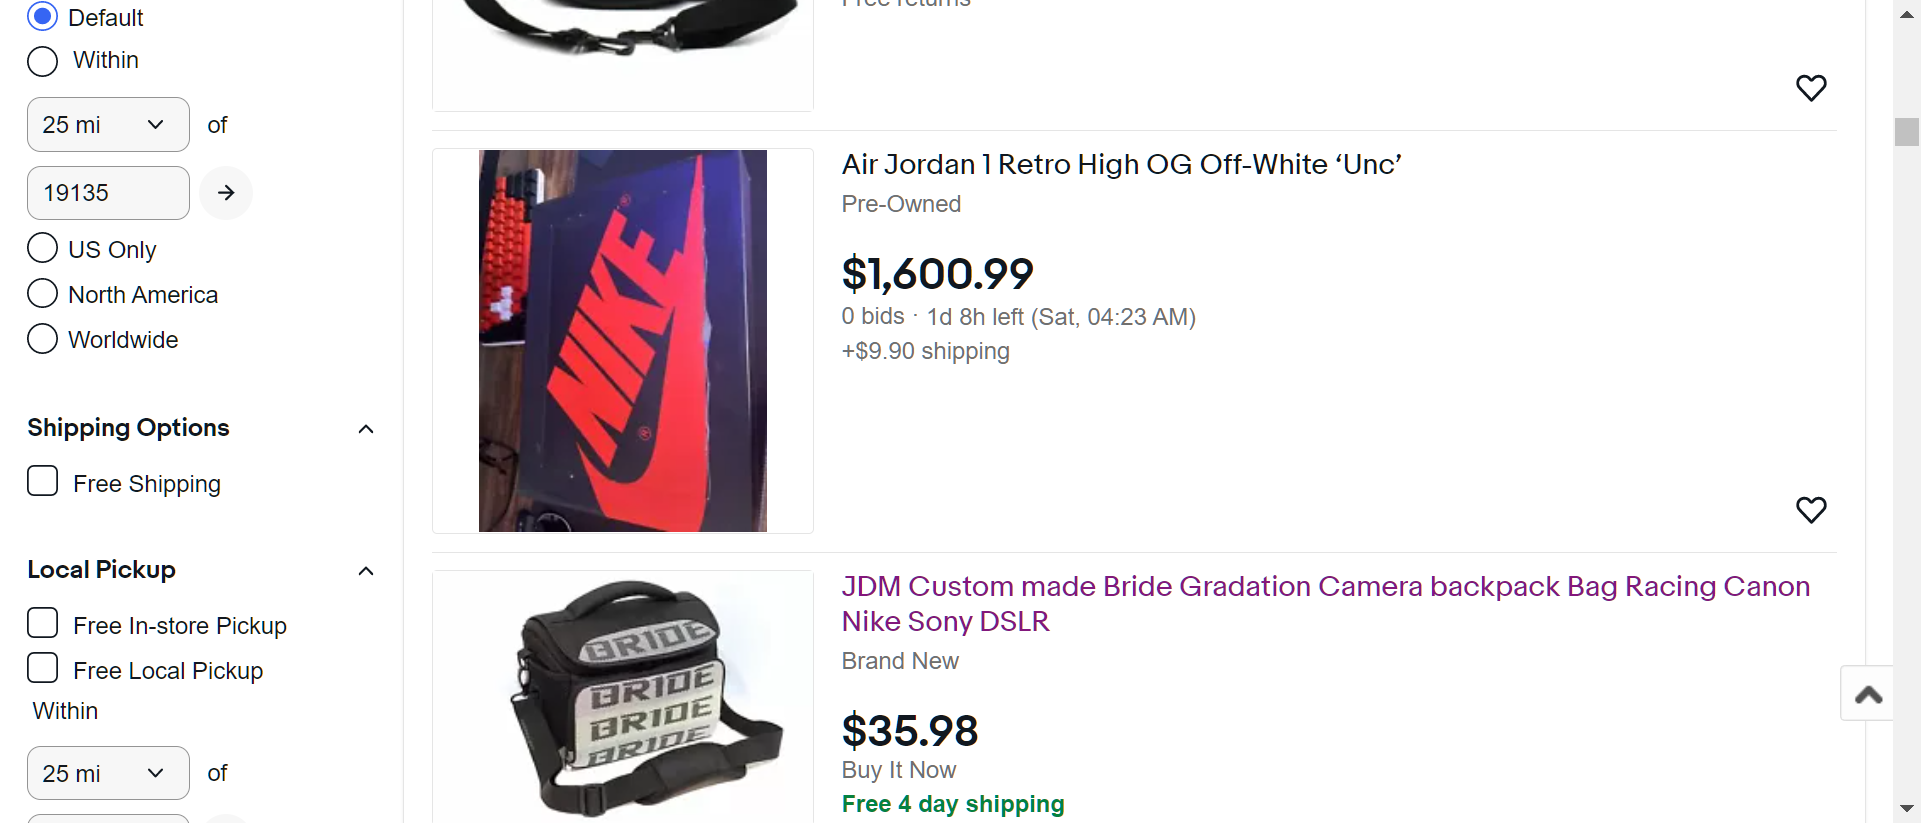 Default
Within
25 mi
of
19135
US Only
North America
Worldwide
Shipping Options
Free Shipping
Local Pickup
Free In-store Pickup
Free Local Pickup
Within
25 mi
of
Free returns
NIKE
Air Jordan 1 Retro High OG Off-White ‘Unc’
Pre-Owned
$1,600.99
0 bids · 1d 8h left (Sat, 04:23 AM)
+$9.90 shipping
BRIDE
BRIDE
BRIDE
BRIDE
JDM Custom made Bride Gradation Camera backpack Bag Racing Canon
Nike Sony DSLR
Brand New
$35.98
Buy It Now
Free 4 day shipping